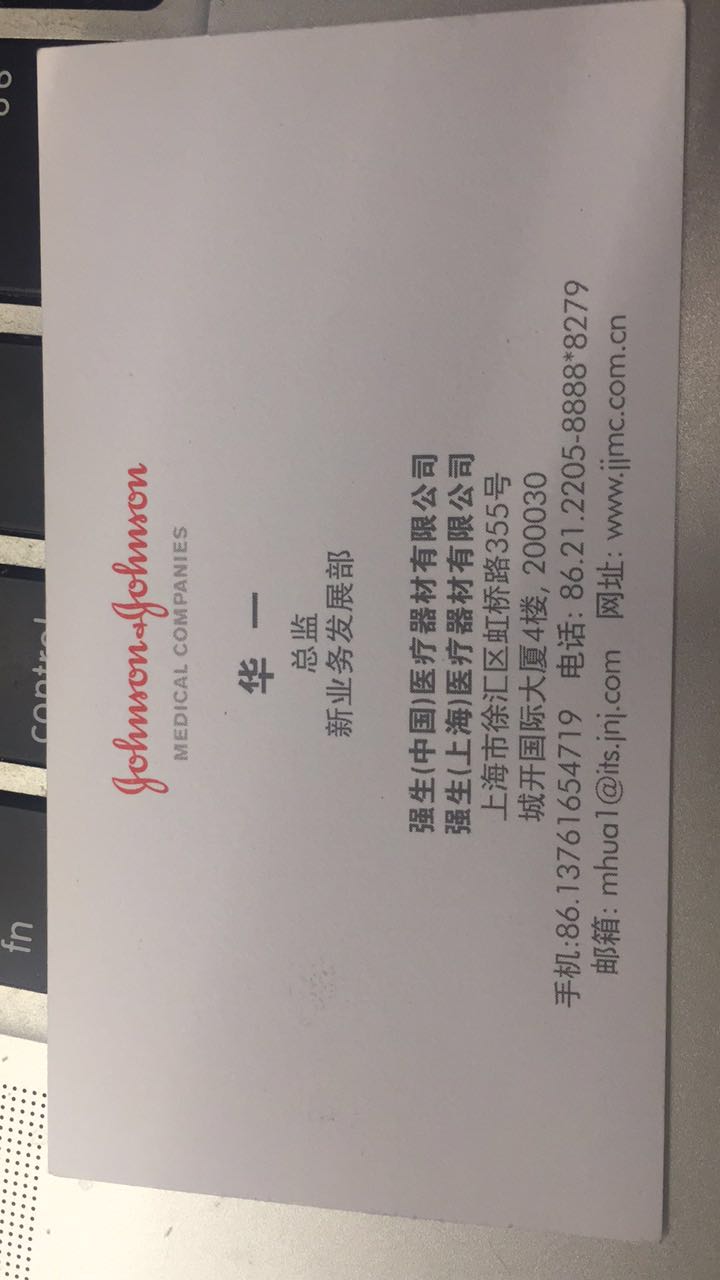 Johnson&Johnson
MEDICAL COMPANIES
华 一
总监
新业务发展部
强生(中国)医疗器材有限公司
强生(上海)医疗器材有限公司
上海市徐汇区虹桥路355号
城开国际大厦4楼, 200030
手机:86.13761654719 电话: 86.21.2205-8888*8279
邮箱: mhua1@its.jnj.com 网址: www.jjmc.com.cn
fn
control